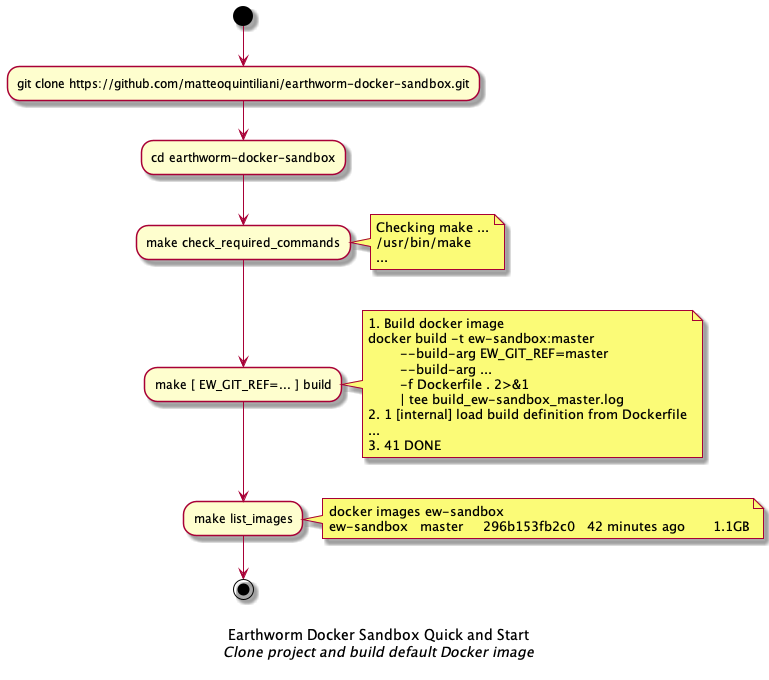 git clone https://github.com/matteoquintiliani/earthworm-docker-sandbox.git
cd earthworm-docker-sandbox
make check_required_commands
Checking make ...
/usr/bin/make
...
make [ EW_GIT_REF=... ] build
1. Build docker image
docker build -t ew-sandbox:master
--build-arg EW_GIT_REF=master
--build-arg ...
-f Dockerfile . 2>&1
| tee build_ew-sandbox_master.log
2. 1 [internal] load build definition from Dockerfile
...
3. 41 DONE
make list_images
docker images ew-sandbox
ew-sandbox master 296b153fb2c0 42 minutes ago 1.1GB
Earthworm Docker Sandbox Quick and Start
Clone project and build default Docker image